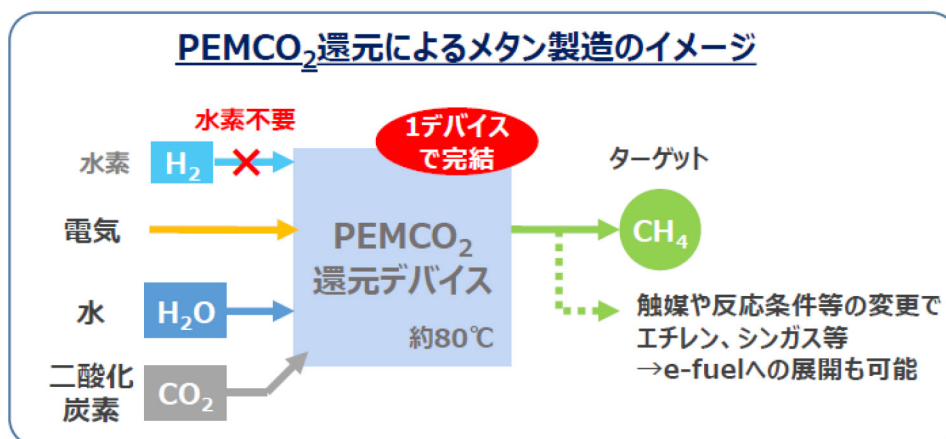 PEMCO₂還元によるメタン製造のイメージ
水素不要
1デバイス
で完結
水素
H₂
ターゲット
電気
PEMCO₂
還元デバイス
CH₄
水
H₂O
約80℃
触媒や反応条件等の変更で
エチレン、シンガス等
→e-fuelへの展開も可能
二酸化
炭素
CO₂